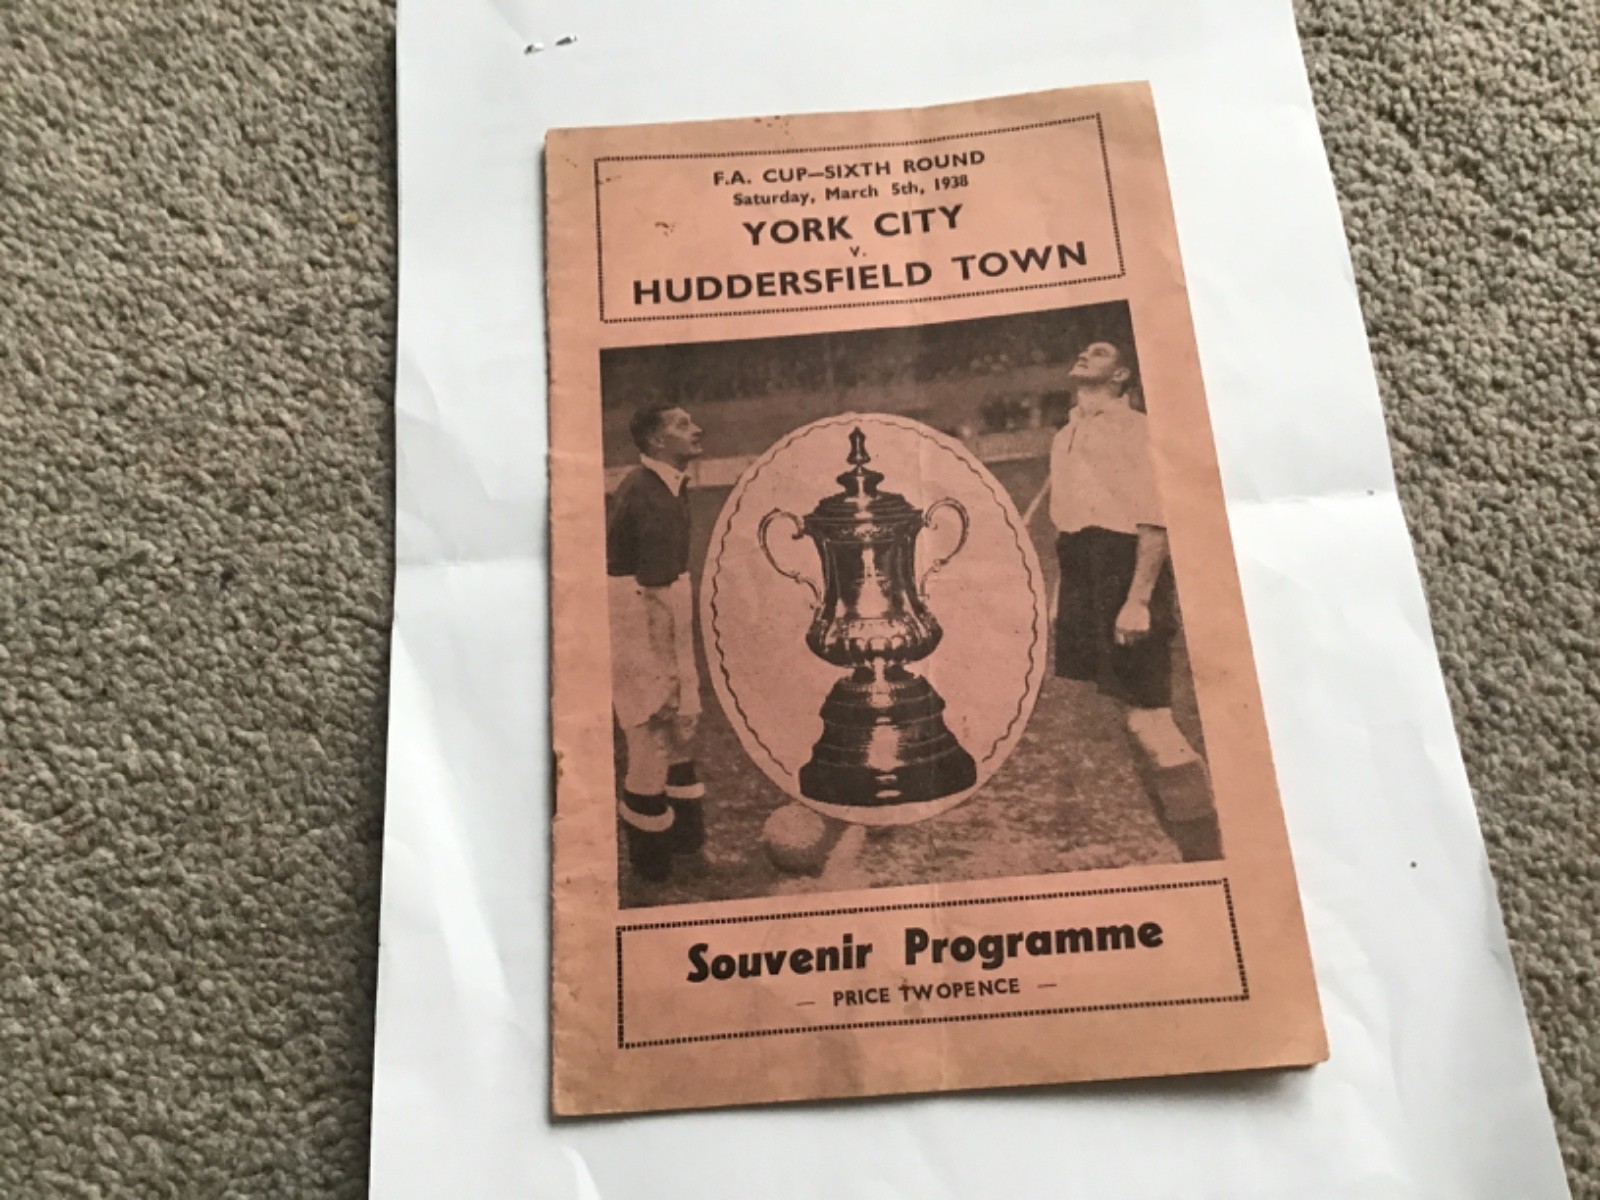 F.A. CUP—SIXTH ROUND
Saturday, March 5th, 1938
YORK CITY
v.
HUDDERSFIELD TOWN
Souvenir Programme
— PRICE TWOPENCE —